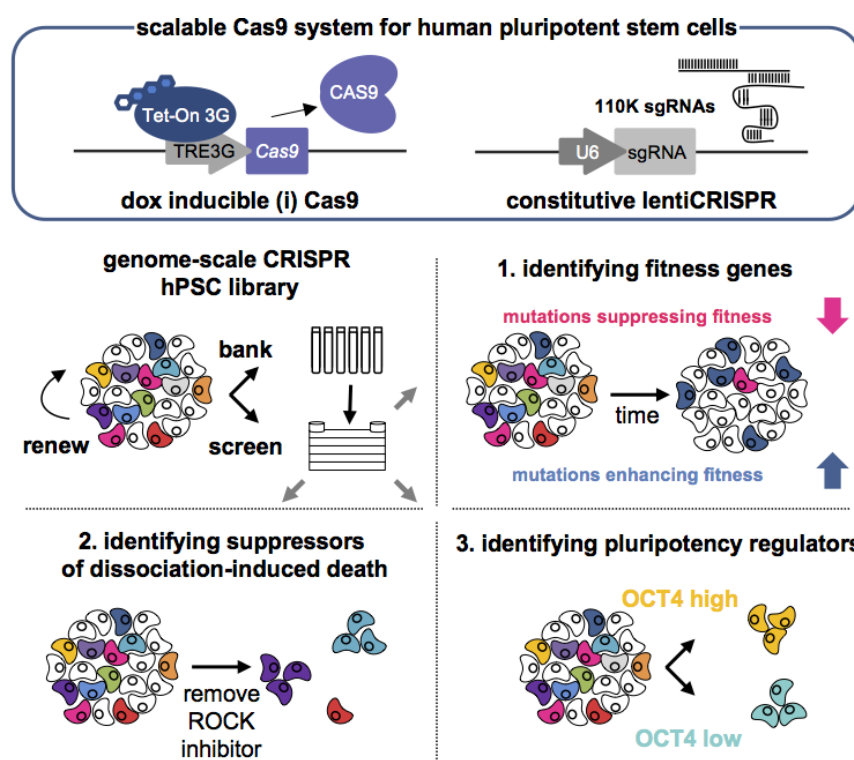 scalable Cas9 system for human pluripotent stem cells
Tet-On 3G
TRE3G
Cas9
CAS9
dox inducible (i) Cas9
110K sgRNAs
U6
sgRNA
constitutive lentiCRISPR
genome-scale CRISPR
hPSC library
renew
bank
screen
1. identifying fitness genes
mutations suppressing fitness
time
mutations enhancing fitness
2. identifying suppressors
of dissociation-induced death
remove
ROCK
inhibitor
3. identifying pluripotency regulators
OCT4 high
OCT4 low